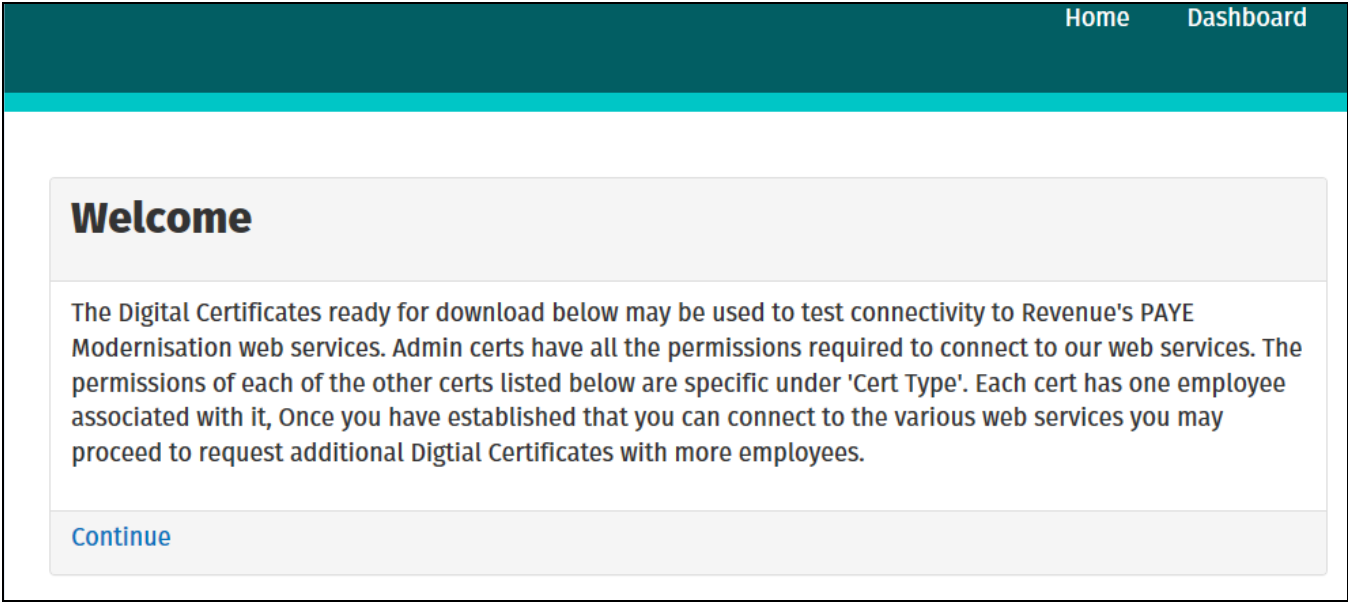 Home Dashboard
Welcome
The Digital Certificates ready for download below may be used to test connectivity to Revenue's PAYE
Modernisation web services. Admin certs have all the permissions required to connect to our web services. The
permissions of each of the other certs listed below are specific under 'Cert Type'. Each cert has one employee
associated with it, Once you have established that you can connect to the various web services you may
proceed to request additional Digtial Certificates with more employees.
Continue